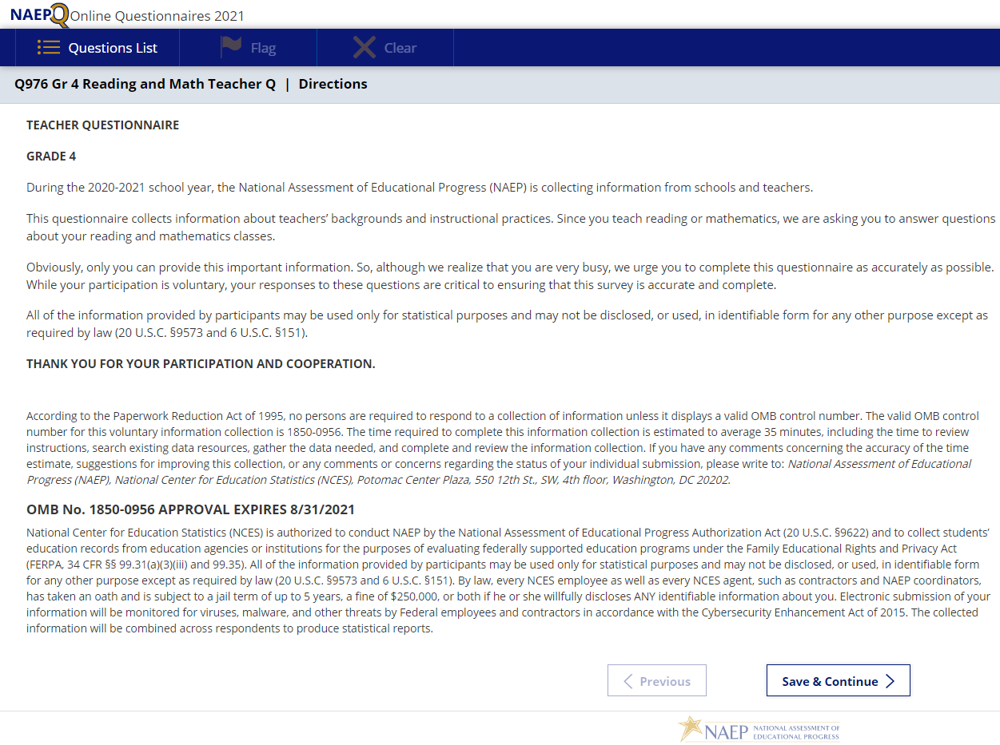 NAEPQ Online Questionnaires 2021
Questions List
Flag
Clear
Q976 Gr 4 Reading and Math Teacher Q | Directions
TEACHER QUESTIONNAIRE
GRADE 4
During the 2020-2021 school year, the National Assessment of Educational Progress (NAEP) is collecting information from schools and teachers.
This questionnaire collects information about teachers’ backgrounds and instructional practices. Since you teach reading or mathematics, we are asking you to answer questions
about your reading and mathematics classes.
Obviously, only you can provide this important information. So, although we realize that you are very busy, we urge you to complete this questionnaire as accurately as possible.
While your participation is voluntary, your responses to these questions are critical to ensuring that this survey is accurate and complete.
All of the information provided by participants may be used only for statistical purposes and may not be disclosed, or used, in identifiable form for any other purpose except as
required by law (20 U.S.C. §9573 and 6 U.S.C. §151).
THANK YOU FOR YOUR PARTICIPATION AND COOPERATION.
According to the Paperwork Reduction Act of 1995, no persons are required to respond to a collection of information unless it displays a valid OMB control number. The valid OMB control
number for this voluntary information collection is 1850-0956. The time required to complete this information collection is estimated to average 35 minutes, including the time to review
instructions, search existing data resources, gather the data needed, and complete and review the information collection. If you have any comments concerning the accuracy of the time
estimate, suggestions for improving this collection, or any comments or concerns regarding the status of your individual submission, please write to: National Assessment of Educational
Progress (NAEP), National Center for Education Statistics (NCES), Potomac Center Plaza, 550 12th St., SW, 4th floor, Washington, DC 20202.
OMB No. 1850-0956 APPROVAL EXPIRES 8/31/2021
National Center for Education Statistics (NCES) is authorized to conduct NAEP by the National Assessment of Educational Progress Authorization Act (20 U.S.C. §9622) and to collect students’
education records from education agencies or institutions for the purposes of evaluating federally supported education programs under the Family Educational Rights and Privacy Act
(FERPA, 34 CFR §§ 99.31(a)(3)(iii) and 99.35). All of the information provided by participants may be used only for statistical purposes and may not be disclosed, or used, in identifiable form
for any other purpose except as required by law (20 U.S.C. §9573 and 6 U.S.C. §151). By law, every NCES employee as well as every NCES agent, such as contractors and NAEP coordinators,
has taken an oath and is subject to a jail term of up to 5 years, a fine of $250,000, or both if he or she willfully discloses ANY identifiable information about you. Electronic submission of your
information will be monitored for viruses, malware, and other threats by Federal employees and contractors in accordance with the Cybersecurity Enhancement Act of 2015. The collected
information will be combined across respondents to produce statistical reports.
Previous
Save & Continue
NAEP NATIONAL ASSESSMENT OF
EDUCATIONAL PROGRESS